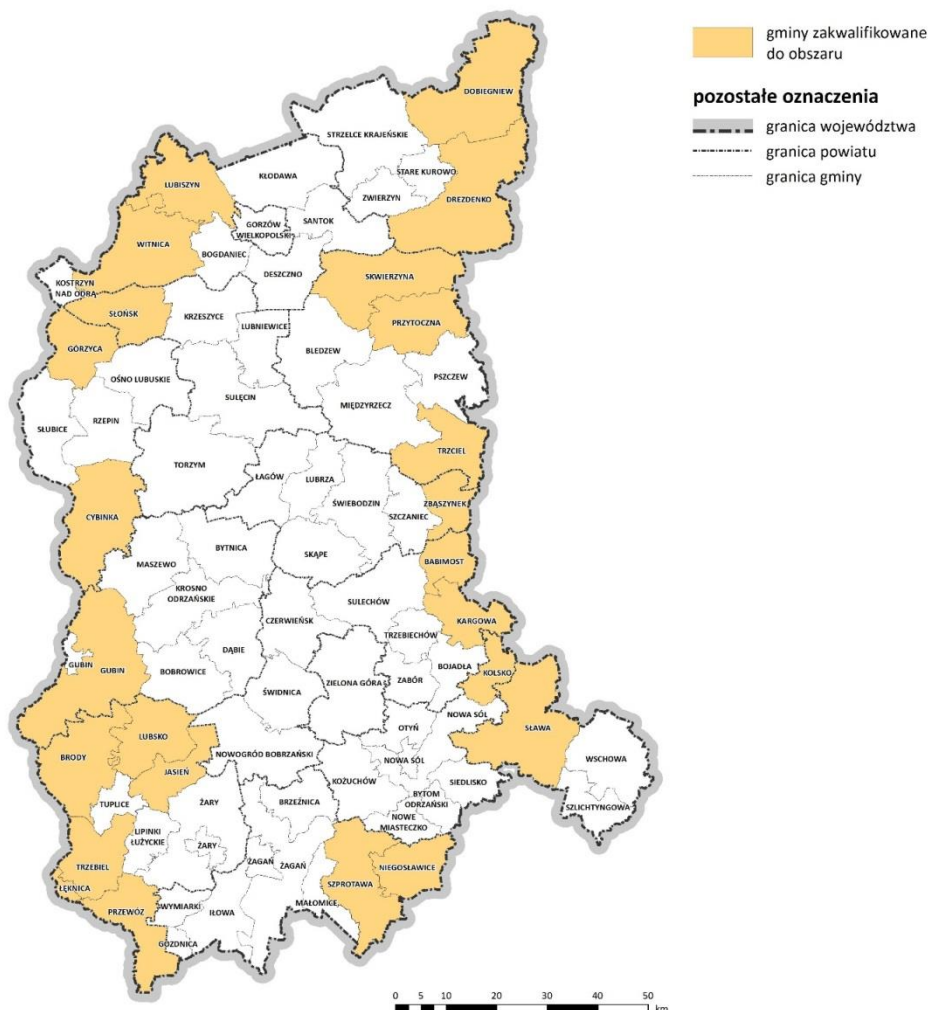 gminy zakwalifikowane
do obszaru
pozostałe oznaczenia
granica województwa
granica powiatu
granica gminy
DOBIEGNIEW
STRZELCE KRAJEŃSKIE
STARE KUROWO
KŁODAWA
LUBISZYN
ZWIERZYN
DREZDENKO
SANTOK
GORZÓW
WIELKOPOLSKI
WITNICA
BOGDANIEC
DESZCZNO
SKWIERZYNA
KOSTRZYN
NAD ODRĄ
SŁOŃSK
KRZESZYCE
LUBNIEWICE
PRZYTOCZNA
GÓRZYCA
BLEDZEW
PSZCZEW
OŚNO LUBUSKIE
SULĘCIN
MIĘDZYRZECZ
SŁUBICE
RZEPIN
TRZCIEL
TORZYM
ŁAGÓW
LUBRZA
ŚWIEBODZIN
ZBĄSZYNEK
SZCZANIEC
CYBINKA
BYTNICA
SKĄPE
BABIMOST
MASZEWO
KROSNO
ODRZAŃSKIE
SULECHÓW
CZERWIEŃSK
KARGOWA
TRZEBIECHÓW
DĄBIE
GUBIN
GUBIN
BOBROWICE
BOJADŁA
KOLSKO
ZABÓR
ZIELONA GÓRA
ŚWIDNICA
NOWA SÓL
OTYŃ
SŁAWA
LUBSKO
BRODY
NOWOGRÓD BOBRZAŃSKI
NOWA SÓL
WSCHOWA
JASIEŃ
KOŻUCHÓW
SIEDLISKO
BYTOM
ODRZAŃSKI
TUPLICE
ŻARY
BRZEŹNICA
SZLICHTYNGOWA
NOWE
MIASTECZKO
LIPINKI
ŁUŻYCKIE
ŻARY
TRZEBIEL
ŻAGAŃ
ŻAGAŃ
NIEGOSŁAWICE
SZPROTAWA
ŁĘKNICA
MAŁOMICE
PRZEWÓZ
WYMIARKI
IŁOWA
GOZDNICA
0 5 10 20 30 40 50
km